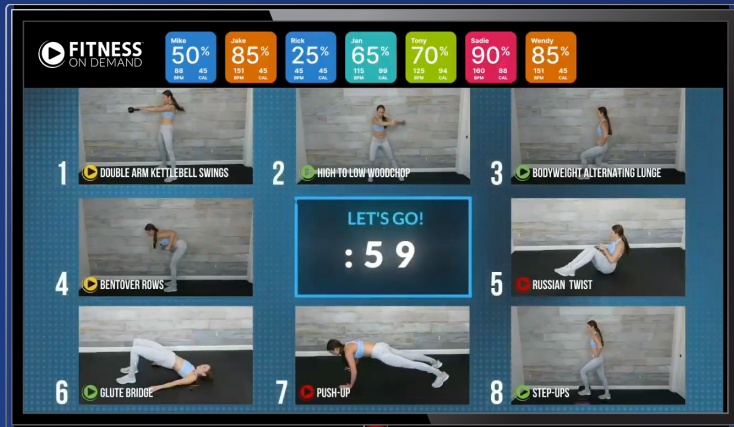 FITNESS
ON DEMAND
Mike
50%
88 45
BPM CAL
Jake
85%
151 45
BPM CAL
Rick
25%
45 45
BPM CAL
Jan
65%
115 99
BPM CAL
Tony
70%
125 94
BPM CAL
Sadie
90%
160 88
BPM CAL
Wendy
85%
151 45
BPM CAL
1 DOUBLE ARM KETTLEBELL SWINGS
2 HIGH TO LOW WOODCHOP
3 BODYWEIGHT ALTERNATING LUNGE
4 BENTOVER ROWS
LET'S GO!
:59
5 RUSSIAN TWIST
6 GLUTE BRIDGE
7 PUSH-UP
8 STEP-UPS